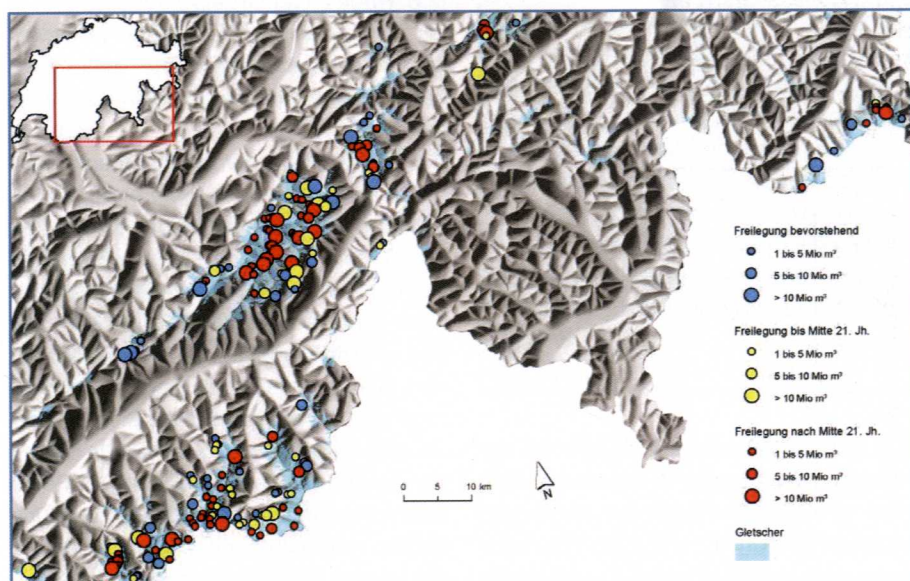 Freilegung bevorstehend
1 bis 5 Mio m³
5 bis 10 Mio m³
> 10 Mio m³
Freilegung bis Mitte 21. Jh.
1 bis 5 Mio m³
5 bis 10 Mio m³
> 10 Mio m³
Freilegung nach Mitte 21. Jh.
1 bis 5 Mio m³
5 bis 10 Mio m³
> 10 Mio m³
Gletscher
0 5 10 km
N